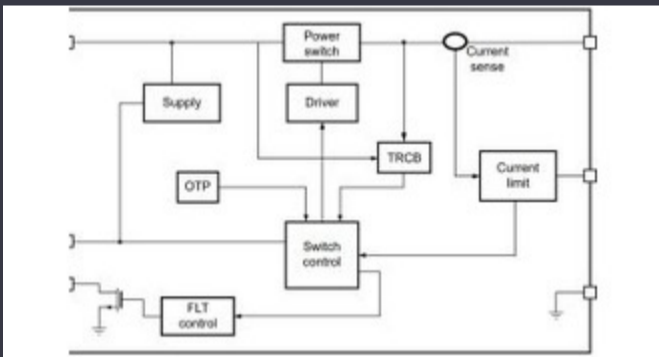 Power
switch
Current
sense
Supply
Driver
TRCB
Current
limit
OTP
Switch
control
FLT
control